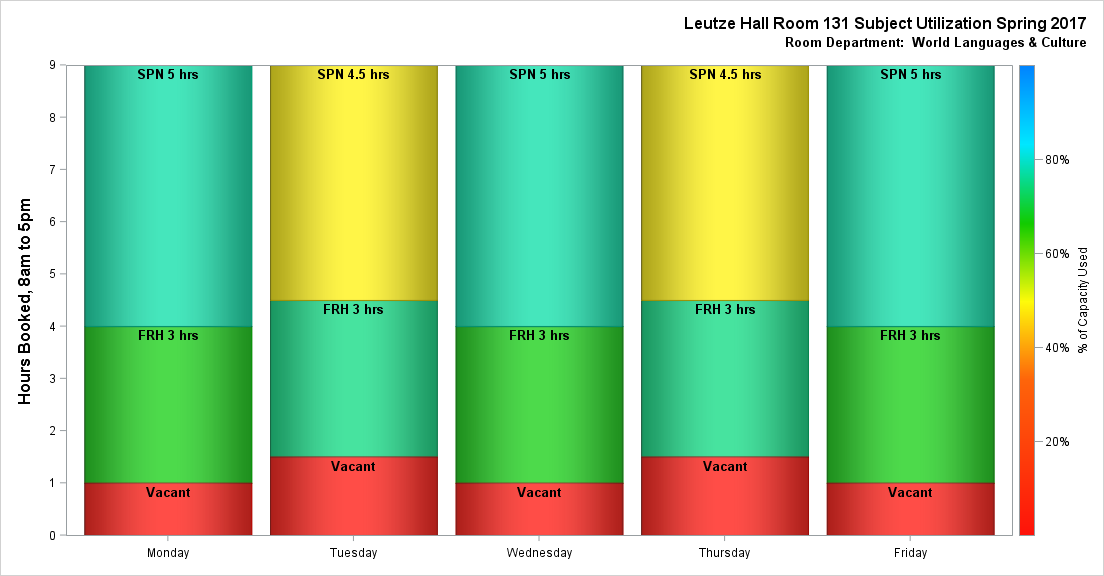 Leutze Hall Room 131 Subject Utilization Spring 2017
Room Department:  World Languages & Culture
Hours Booked, 8am to 5pm
9
8
7
6
5
4
3
2
1
0
SPN 5 hrs
FRH 3 hrs
Vacant
SPN 4.5 hrs
FRH 3 hrs
Vacant
SPN 5 hrs
FRH 3 hrs
Vacant
SPN 4.5 hrs
FRH 3 hrs
Vacant
SPN 5 hrs
FRH 3 hrs
Vacant
Monday
Tuesday
Wednesday
Thursday
Friday
80%
60%
40%
20%
% of Capacity Used